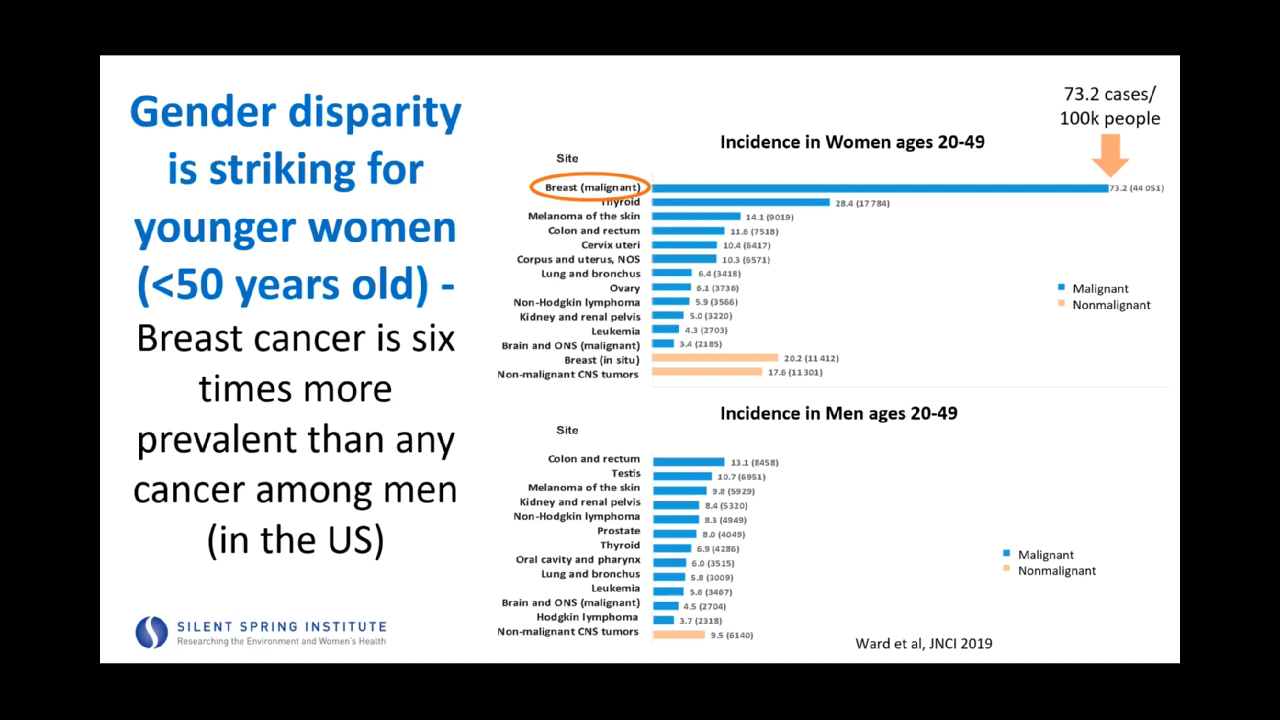 Gender disparity
is striking for
younger women
(<50 years old) -
Breast cancer is six
times more
prevalent than any
cancer among men
(in the US)
SILENT SPRING INSTITUTE
Researching the Environment and Women's Health
73.2 cases/
100k people
Incidence in Women ages 20-49
Site
Breast (malignant) 73.2 (44 051)
Thyroid 28.4 (17 784)
Melanoma of the skin 14.1 (9019)
Colon and rectum 11.6 (7518)
Cervix uteri 10.4 (6417)
Corpus and uterus, NOS 10.3 (6571)
Lung and bronchus 6.4 (3418)
Ovary 6.1 (3736)
Non-Hodgkin lymphoma 5.9 (3566)
Kidney and renal pelvis 5.0 (3220)
Leukemia 4.3 (2703)
Brain and ONS (malignant) 3.4 (2185)
Breast (in situ) 20.2 (11 412)
Non-malignant CNS tumors 17.6 (11 301)
Malignant
Nonmalignant
Incidence in Men ages 20-49
Site
Colon and rectum 13.1 (8458)
Testis 10.7 (6951)
Melanoma of the skin 9.8 (5929)
Kidney and renal pelvis 8.4 (5320)
Non-Hodgkin lymphoma 8.3 (4949)
Prostate 8.0 (4049)
Thyroid 6.9 (4286)
Oral cavity and pharynx 6.0 (3515)
Lung and bronchus 5.8 (3009)
Leukemia 5.6 (3467)
Brain and ONS (malignant) 4.5 (2704)
Hodgkin lymphoma 3.7 (2318)
Non-malignant CNS tumors 9.5 (6140)
Malignant
Nonmalignant
Ward et al, JNCI 2019